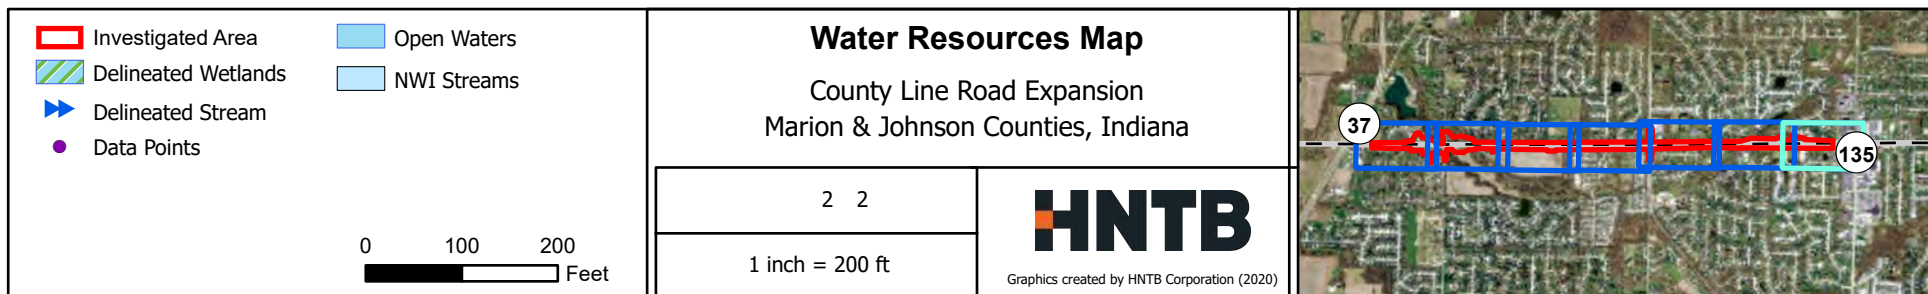 Investigated Area
Delineated Wetlands
Delineated Stream
Data Points
Open Waters
NWI Streams
0 100 200
Feet
Water Resources Map
County Line Road Expansion
Marion & Johnson Counties, Indiana
2 2
1 inch = 200 ft
HNTB
Graphics created by HNTB Corporation (2020)
37
135